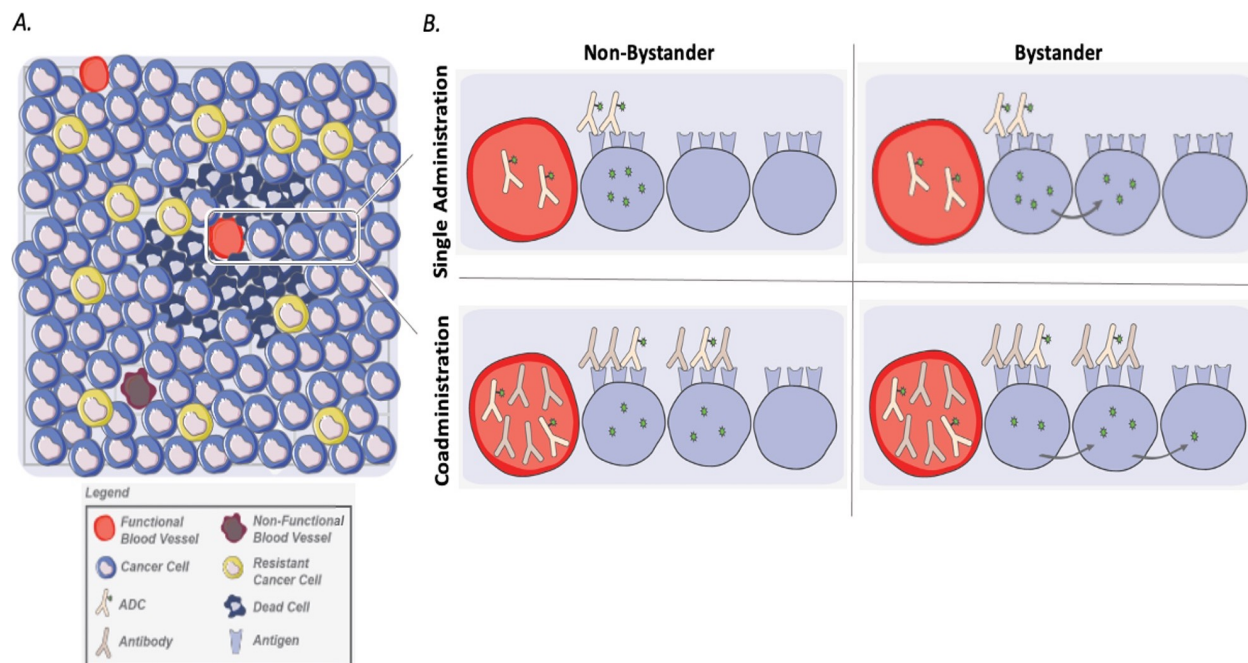 A.
B.
Non-Bystander
Bystander
Single Administration
Coadministration
Legend
Functional
Blood Vessel
Non-Functional
Blood Vessel
Cancer Cell
Resistant
Cancer Cell
ADC
Dead Cell
Antibody
Antigen